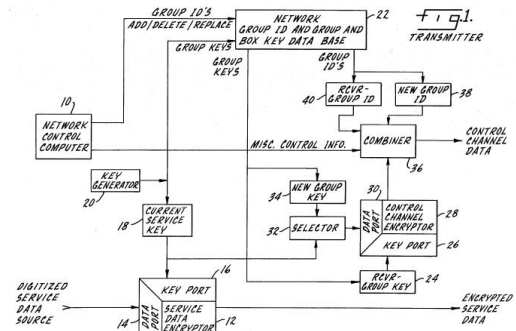 GROUP ID'S
ADD/DELETE/REPLACE
GROUP KEYS
NETWORK
GROUP ID AND GROUP AND
BOX KEY DATA BASE
22
Fig.1.
TRANSMITTER
GROUP
KEYS
GROUP
ID'S
RCVR-
GROUP ID
40
NEW GROUP
ID
38
10
NETWORK
CONTROL
COMPUTER
MISC. CONTROL INFO.
COMBINER
36
CONTROL
CHANNEL
DATA
KEY
GENERATOR
20
NEW GROUP
KEY
34
CURRENT
SERVICE
KEY
18
SELECTOR
32
30
DATA
PORT
CONTROL
CHANNEL
ENCRYPTOR
28
KEY PORT
26
RCVR-
GROUP KEY
24
DIGITIZED
SERVICE
DATA
SOURCE
KEY PORT
16
DATA
PORT
14
SERVICE
DATA
ENCRYPTOR
12
ENCRYPTED
SERVICE DATA